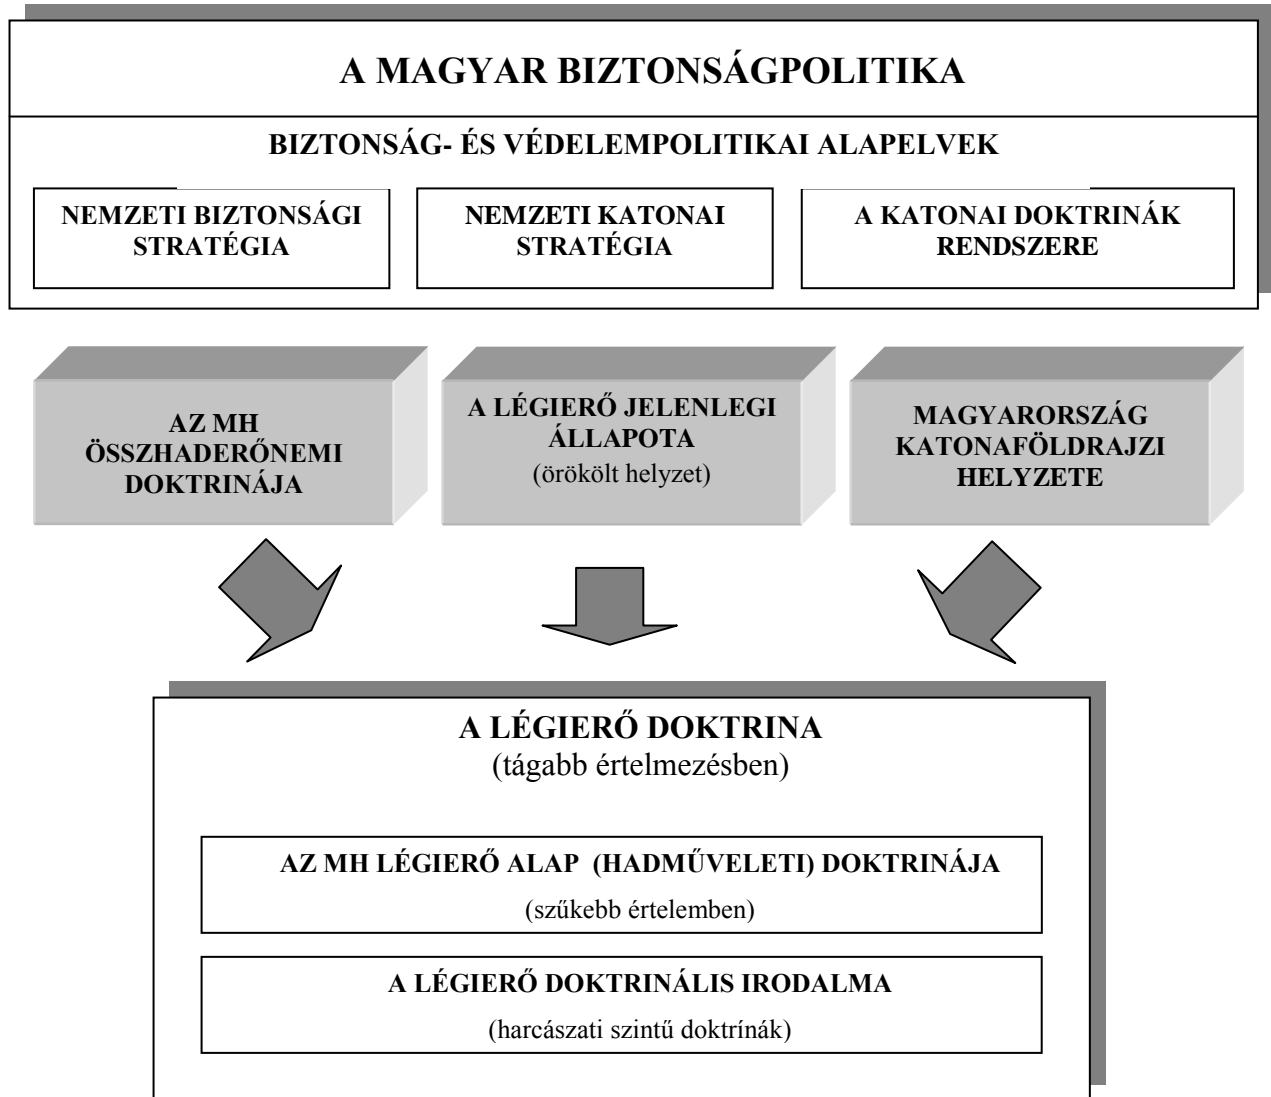 A MAGYAR BIZTONSÁGPOLITIKA
BIZTONSÁG- ÉS VÉDELEMPOLITIKAI ALAPELVEK
NEMZETI BIZTONSÁGI
STRATÉGIA
NEMZETI KATONAI
STRATÉGIA
A KATONAI DOKTRINÁK
RENDSZERE
AZ MH
ÖSSZHADERŐNEMI
DOKTRINÁJA
A LÉGIERŐ JELENLEGI
ÁLLAPOTA
(örökölt helyzet)
MAGYARORSZÁG
KATONAFÖLDRAJZI
HELYZETE
A LÉGIERŐ DOKTRINA
(tágabb értelmezésben)
AZ MH LÉGIERŐ ALAP (HADMŰVELETI) DOKTRINÁJA
(szűkebb értelemben)
A LÉGIERŐ DOKTRINÁLIS IRODALMA
(harcászati szintű doktrínák)